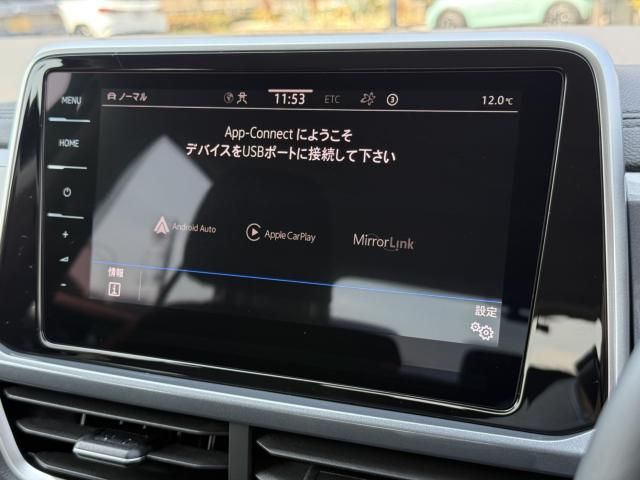 MENU
HOME
ノーマル 11:53 ETC 3 12.0℃
App-Connect にようこそ
デバイスをUSBポートに接続して下さい
Android Auto Apple CarPlay MirrorLink
情報
設定